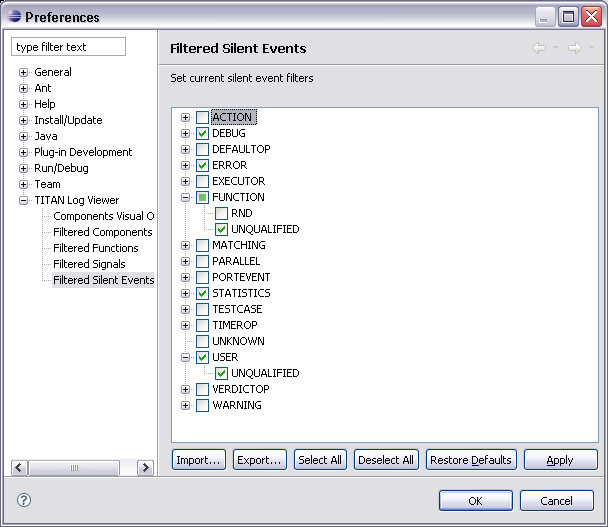 Preferences
type filter text
Filtered Silent Events
General
Ant
Help
Install/Update
Java
Plug-in Development
Run/Debug
Team
TITAN Log Viewer
Components Visual O
Filtered Components
Filtered Functions
Filtered Signals
Filtered Silent Events
Set current silent event filters
ACTION
DEBUG
DEFAULTOP
ERROR
EXECUTOR
FUNCTION
RND
UNQUALIFIED
MATCHING
PARALLEL
PORTEVENT
STATISTICS
TESTCASE
TIMEROP
UNKNOWN
USER
UNQUALIFIED
VERDICTOP
WARNING
Import... Export... Select All Deselect All Restore Defaults Apply
? OK Cancel